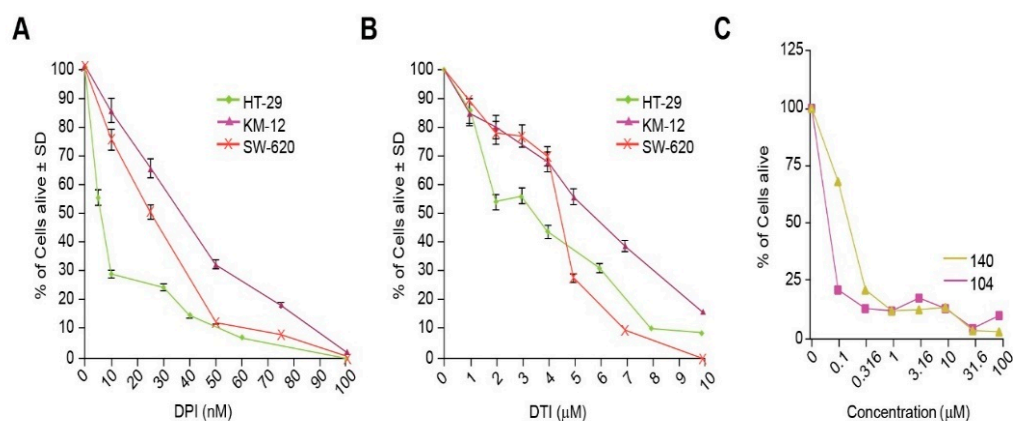 A
% of Cells alive ± SD
100
90
80
70
60
50
40
30
20
10
0
HT-29
KM-12
SW-620
0 10 20 30 40 50 60 70 80 90 100
DPI (nM)
B
% of Cells alive ± SD
100
90
80
70
60
50
40
30
20
10
0
HT-29
KM-12
SW-620
0 1 2 3 4 5 6 7 8 9 10
DTI (µM)
C
% of Cells alive
125
100
75
50
25
0
140
104
0 0.1 0.316 1 3.16 10 31.6 100
Concentration (µM)